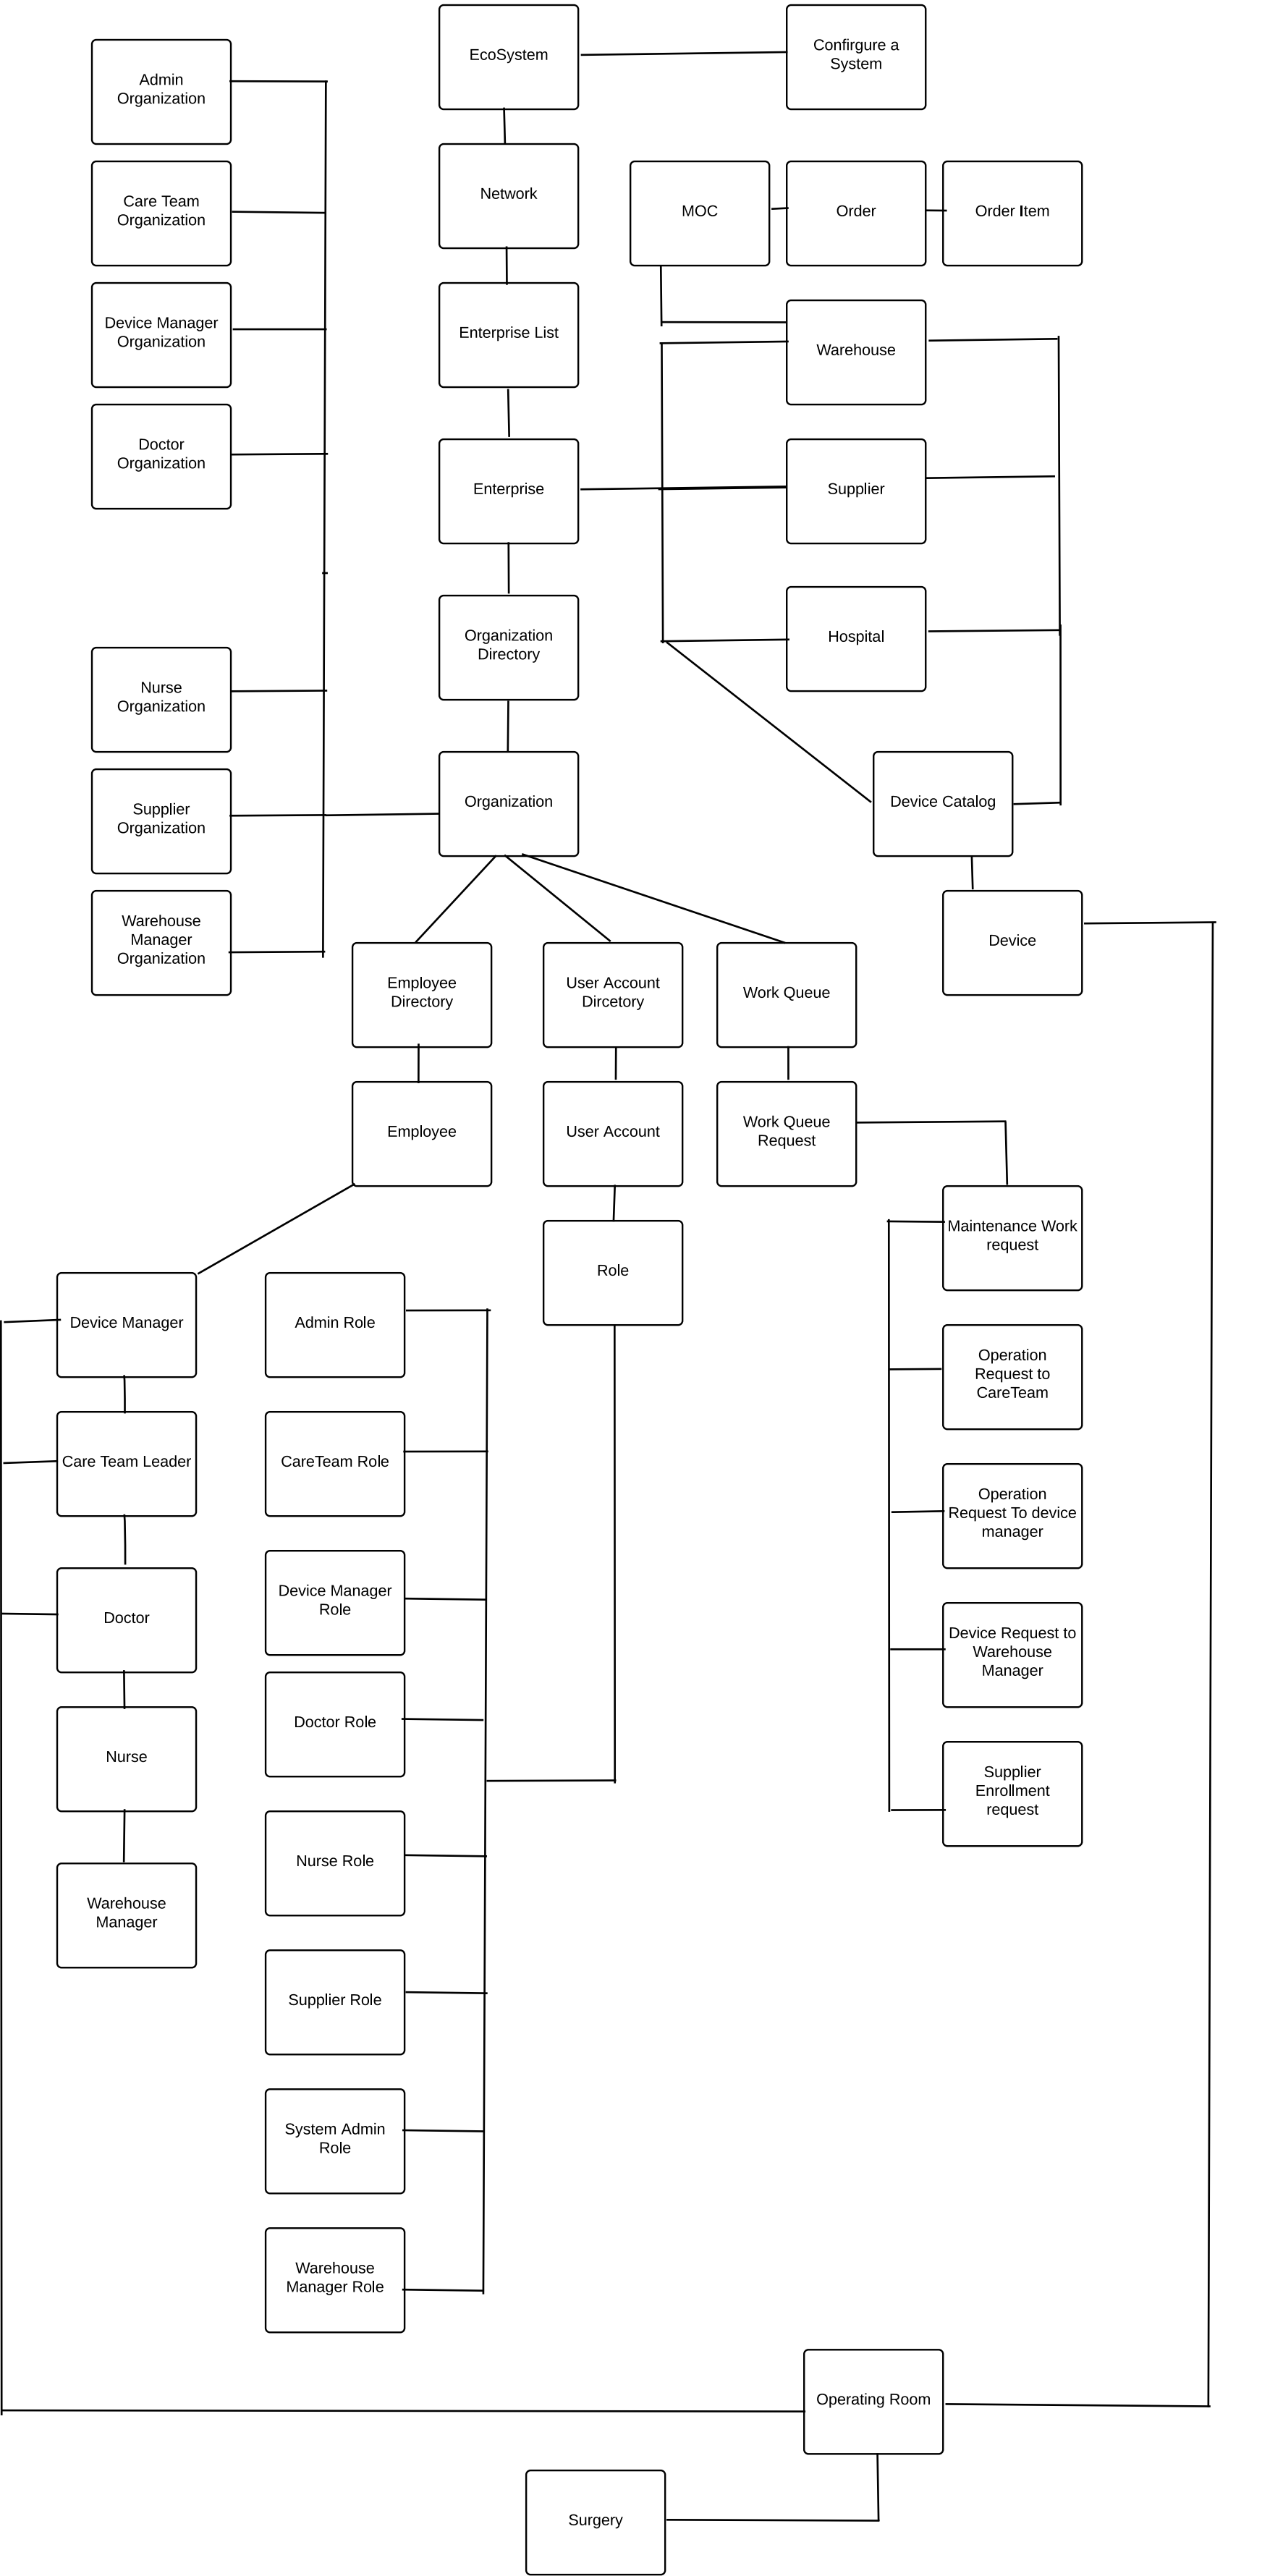 EcoSystem
Confirgure a
System
Admin
Organization
Network
MOC
Order
Order Item
Care Team
Organization
Enterprise List
Warehouse
Device Manager
Organization
Doctor
Organization
Enterprise
Supplier
Organization
Directory
Hospital
Nurse
Organization
Organization
Device Catalog
Supplier
Organization
Warehouse
Manager
Organization
Device
Employee
Directory
User Account
Dircetory
Work Queue
Employee
User Account
Work Queue
Request
Maintenance Work
request
Role
Device Manager
Admin Role
Operation
Request to
CareTeam
Care Team Leader
CareTeam Role
Operation
Request To device
manager
Device Manager
Role
Doctor
Device Request to
Warehouse
Manager
Doctor Role
Nurse
Supplier
Enrollment
request
Nurse Role
Warehouse
Manager
Supplier Role
System Admin
Role
Warehouse
Manager Role
Operating Room
Surgery